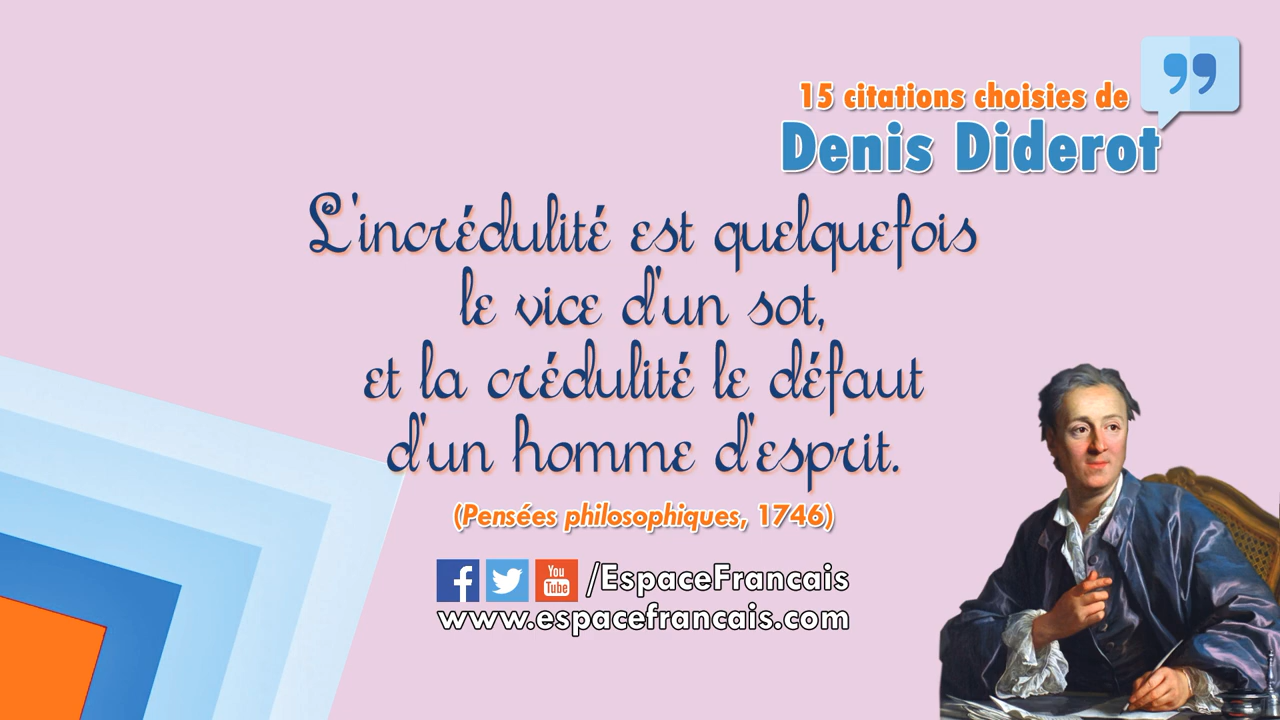 15 citations choisies de
Denis Diderot
L'incrédulité est quelquefois
le vice d'un sot,
et la crédulité le défaut
d'un homme d'esprit.
(Pensées philosophiques, 1746)
You Tube /EspaceFrancais
www.espacefrancais.com